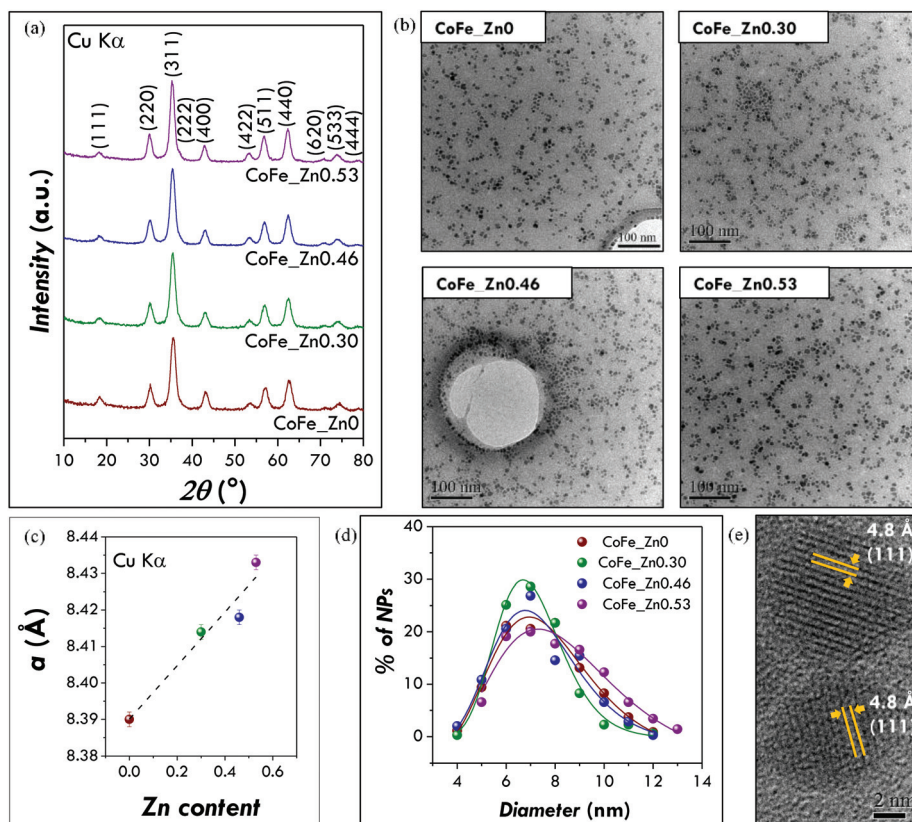 (a)
Cu Kα
(111)
(220)
(311)
(222)
(400)
(422)
(511)
(440)
(620)
(533)
(444)
CoFe_Zn0.53
CoFe_Zn0.46
CoFe_Zn0.30
CoFe_Zn0
Intensity (a.u.)
10 20 30 40 50 60 70 80
2θ (°)
(b)
CoFe_Zn0
100 nm
CoFe_Zn0.30
100 nm
CoFe_Zn0.46
100 nm
CoFe_Zn0.53
100 nm
(c)
Cu Kα
8.44
8.43
8.42
8.41
8.40
8.39
8.38
a (Å)
0.0 0.2 0.4 0.6
Zn content
(d)
CoFe_Zn0
CoFe_Zn0.30
CoFe_Zn0.46
CoFe_Zn0.53
50
40
30
20
10
0
% of NPs
4 6 8 10 12 14
Diameter (nm)
(e)
4.8 Å
(111)
4.8 Å
(111)
2 nm